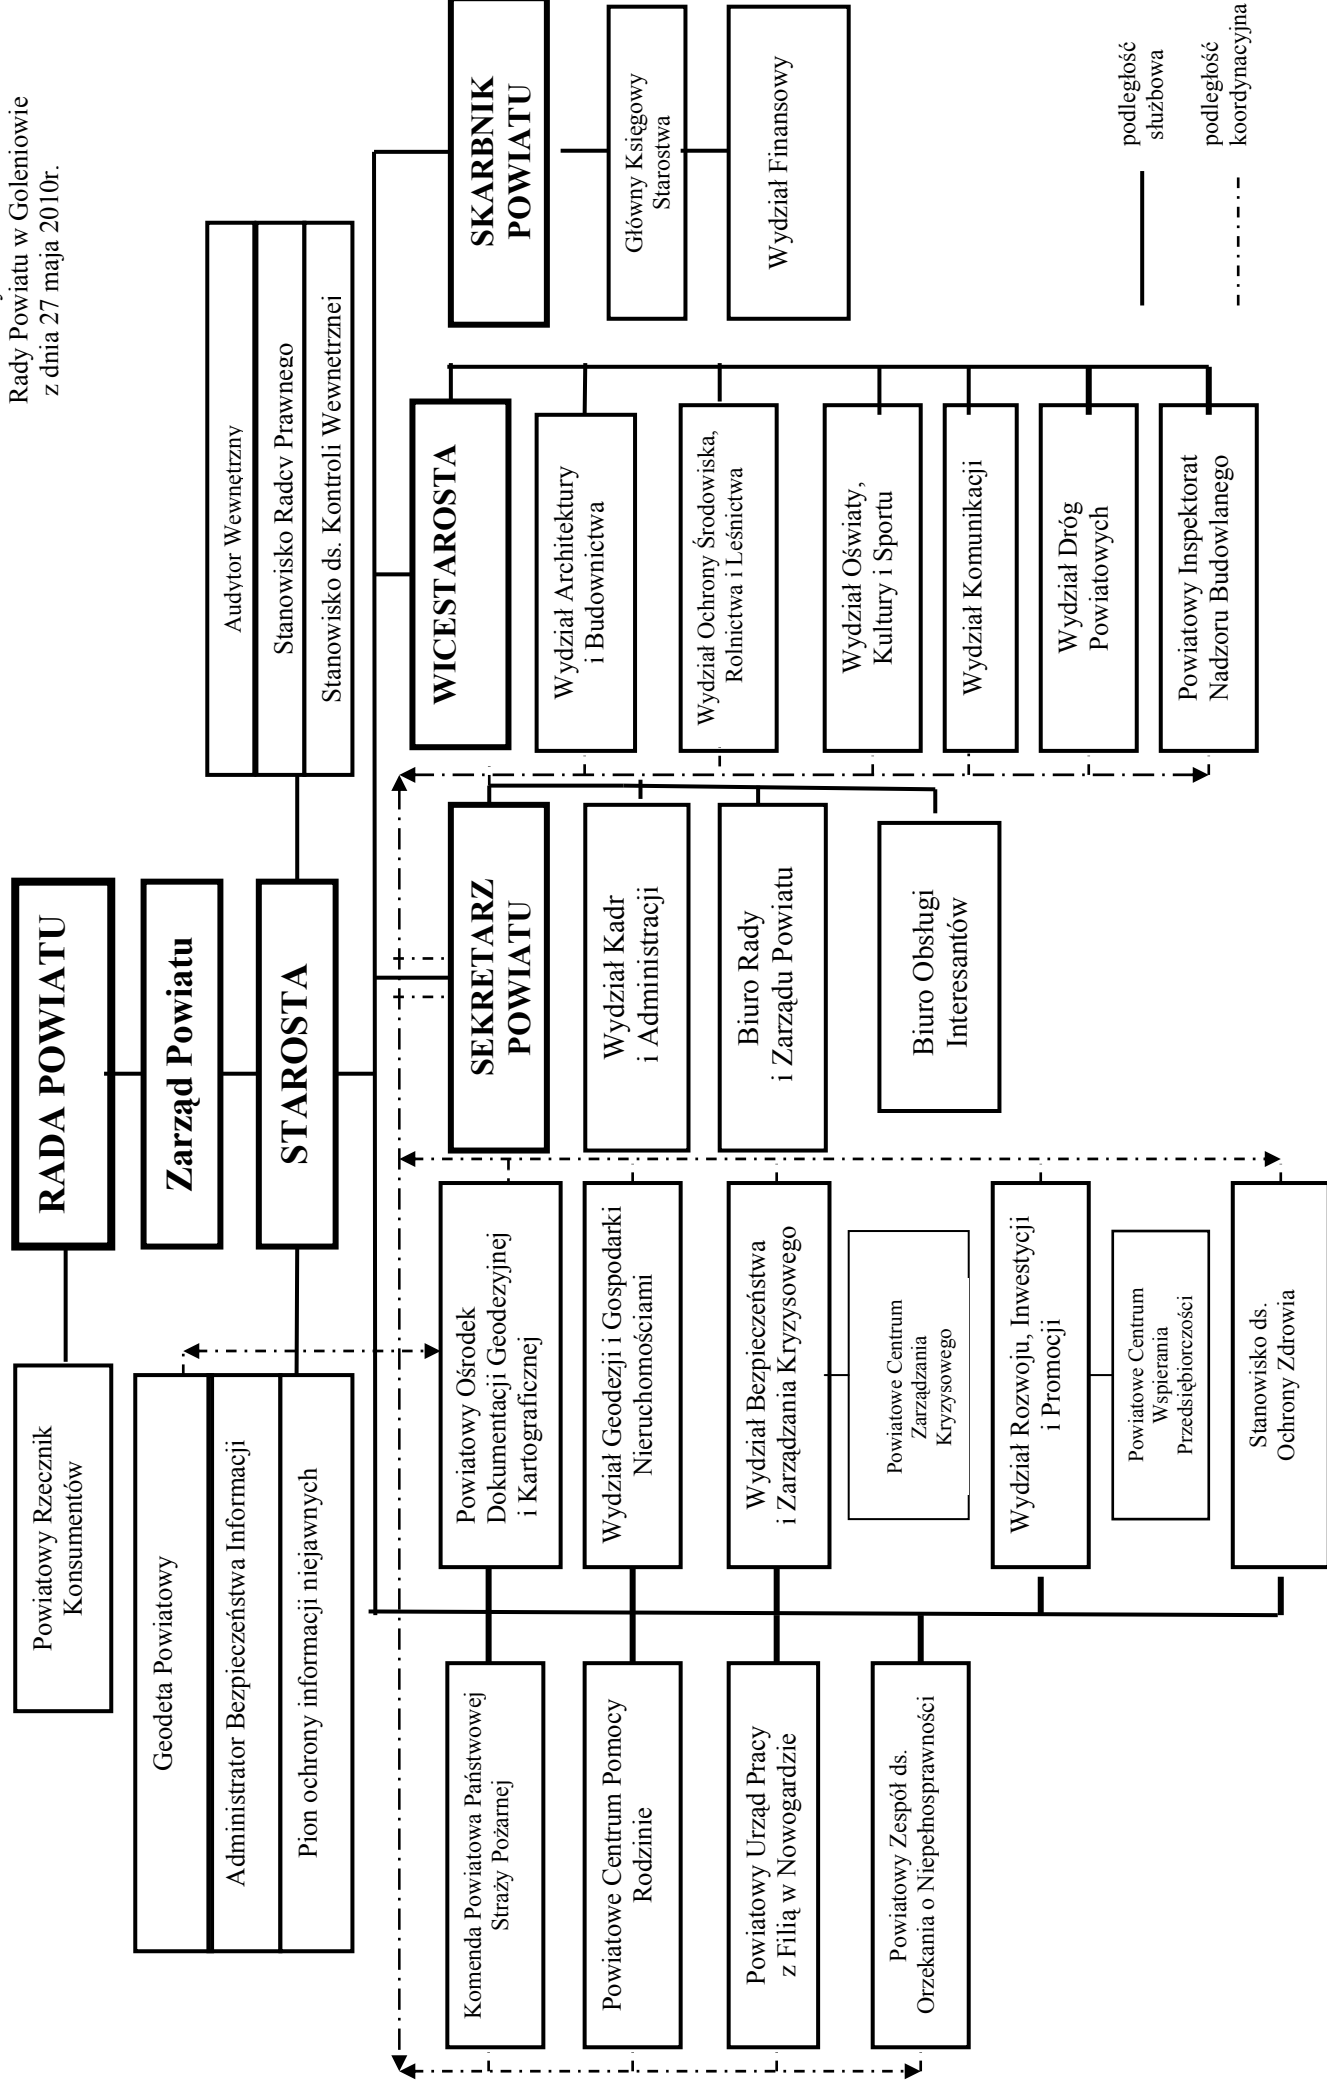 Rady Powiatu w Goleniowie
z dnia 27 maja 2010r.
RADA POWIATU
Powiatowy Rzecznik
Konsumentów
Zarząd Powiatu
STAROSTA
Geodeta Powiatowy
Administrator Bezpieczeństwa Informacji
Pion ochrony informacji niejawnych
Audytor Wewnętrzny
Stanowisko Radcy Prawnego
Stanowisko ds. Kontroli Wewnętrznej
Komenda Powiatowa Państwowej
Straży Pożarnej
Powiatowe Centrum Pomocy
Rodzinie
Powiatowy Urząd Pracy
z Filią w Nowogardzie
Powiatowy Zespół ds.
Orzekania o Niepełnosprawności
Powiatowy Ośrodek
Dokumentacji Geodezyjnej
i Kartograficznej
Wydział Geodezji i Gospodarki
Nieruchomościami
Wydział Bezpieczeństwa
i Zarządzania Kryzysowego
Powiatowe Centrum
Zarządzania
Kryzysowego
Wydział Rozwoju, Inwestycji
i Promocji
Powiatowe Centrum
Wspierania
Przedsiębiorczości
Stanowisko ds.
Ochrony Zdrowia
SEKRETARZ
POWIATU
Wydział Kadr
i Administracji
Biuro Rady
i Zarządu Powiatu
Biuro Obsługi
Interesantów
WICESTAROSTA
Wydział Architektury
i Budownictwa
Wydział Ochrony Środowiska,
Rolnictwa i Leśnictwa
Wydział Oświaty,
Kultury i Sportu
Wydział Komunikacji
Wydział Dróg
Powiatowych
Powiatowy Inspektorat
Nadzoru Budowlanego
SKARBNIK
POWIATU
Główny Księgowy
Starostwa
Wydział Finansowy
podległość
służbowa
podległość
koordynacyjna